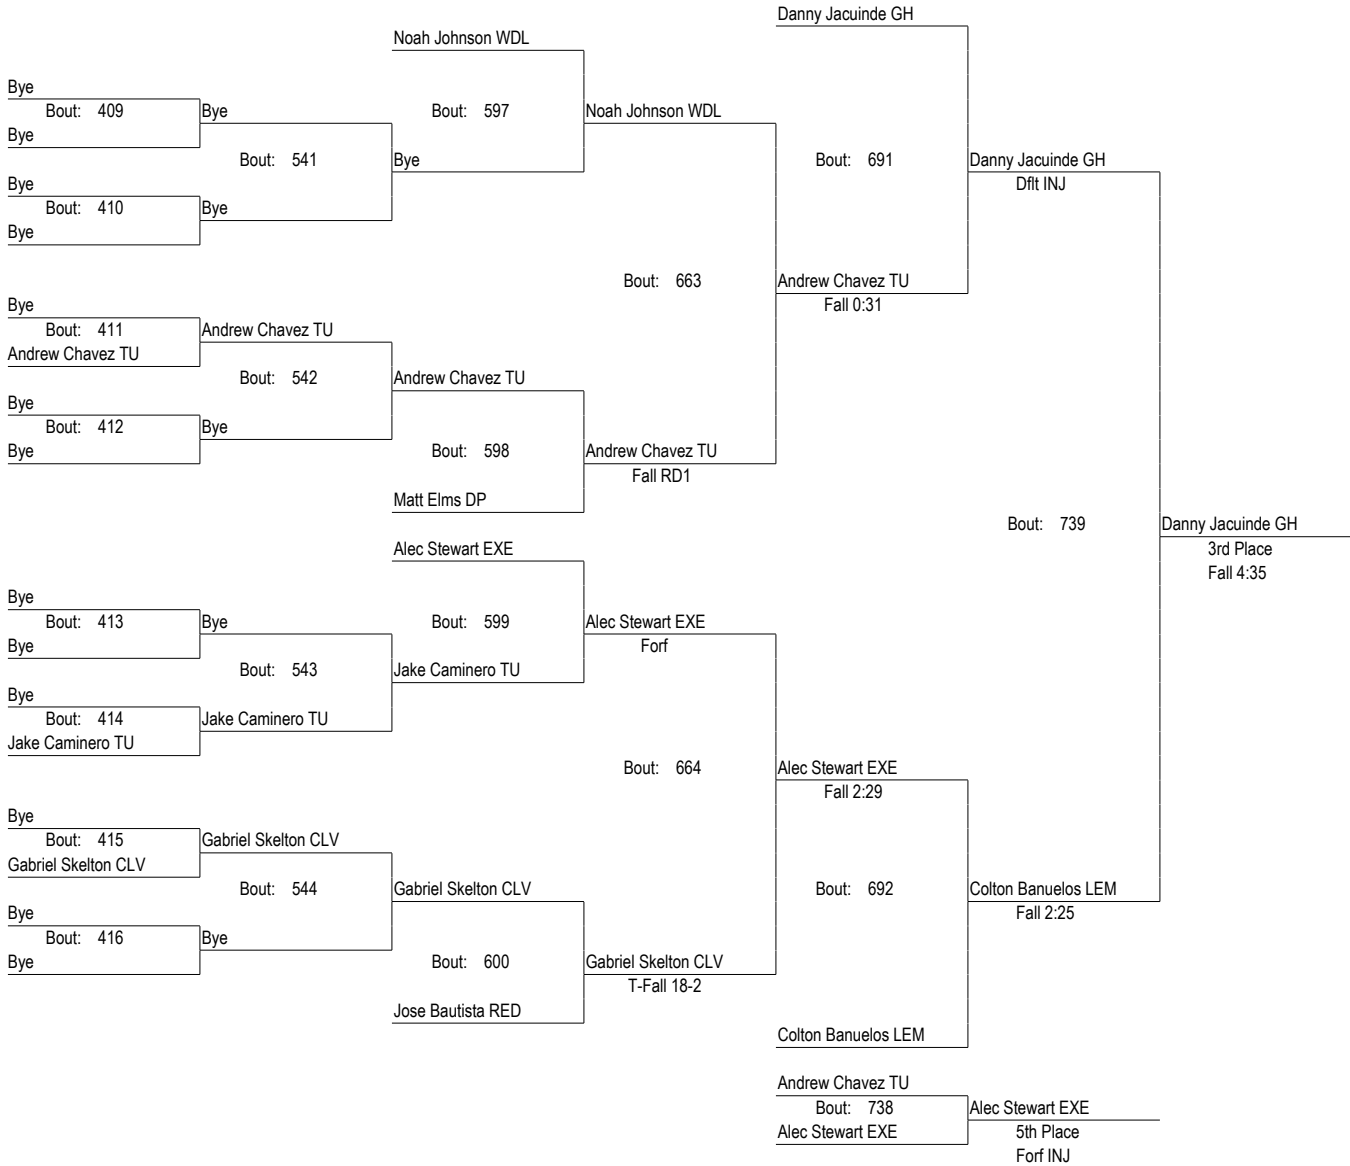 Danny Jacuinde GH
Noah Johnson WDL
Bye
Bout: 409
Bye
Bout: 597
Noah Johnson WDL
Bye
Bout: 541
Bye
Bout: 691
Danny Jacuinde GH
Dflt INJ
Bye
Bout: 410
Bye
Bye
Bout: 663
Andrew Chavez TU
Fall 0:31
Bye
Bout: 411
Andrew Chavez TU
Andrew Chavez TU
Bout: 542
Andrew Chavez TU
Bye
Bout: 412
Bye
Bye
Bout: 598
Andrew Chavez TU
Fall RD1
Matt Elms DP
Bout: 739
Danny Jacuinde GH
3rd Place
Fall 4:35
Alec Stewart EXE
Bye
Bout: 413
Bye
Bout: 599
Alec Stewart EXE
Forf
Bye
Bout: 543
Jake Caminero TU
Bye
Bout: 414
Jake Caminero TU
Jake Caminero TU
Bout: 664
Alec Stewart EXE
Fall 2:29
Bye
Bout: 415
Gabriel Skelton CLV
Gabriel Skelton CLV
Bout: 544
Gabriel Skelton CLV
Bout: 692
Colton Banuelos LEM
Fall 2:25
Bye
Bout: 416
Bye
Bye
Bout: 600
Gabriel Skelton CLV
T-Fall 18-2
Jose Bautista RED
Colton Banuelos LEM
Andrew Chavez TU
Bout: 738
Alec Stewart EXE
Alec Stewart EXE
5th Place
Forf INJ